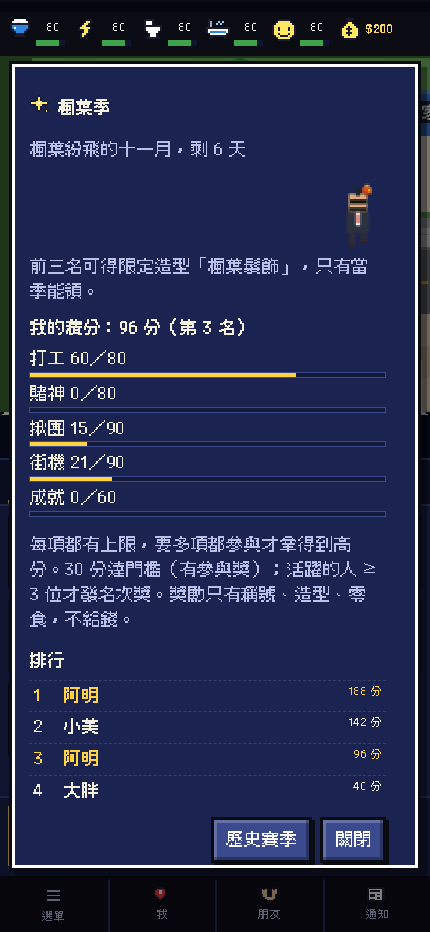 80 80 80 80 80 $200
楓葉季
楓葉紛飛的十一月，剩 6 天
前三名可得限定造型「楓葉髮飾」，只有當
季能領。
我的積分：96 分（第 3 名）
打工 60／80
賭神 0／80
揪團 15／90
街機 21／90
成就 0／60
每項都有上限，要多項都參與才拿得到高
分。30 分達門檻（有參與獎）；活躍的人 ≥
3 位才發名次獎。獎勵只有稱號、造型、零
食，不給錢。
排行
1 阿明 188 分
2 小美 142 分
3 阿明 96 分
4 大胖 40 分
歷史賽季 關閉
選單 我 朋友 通知